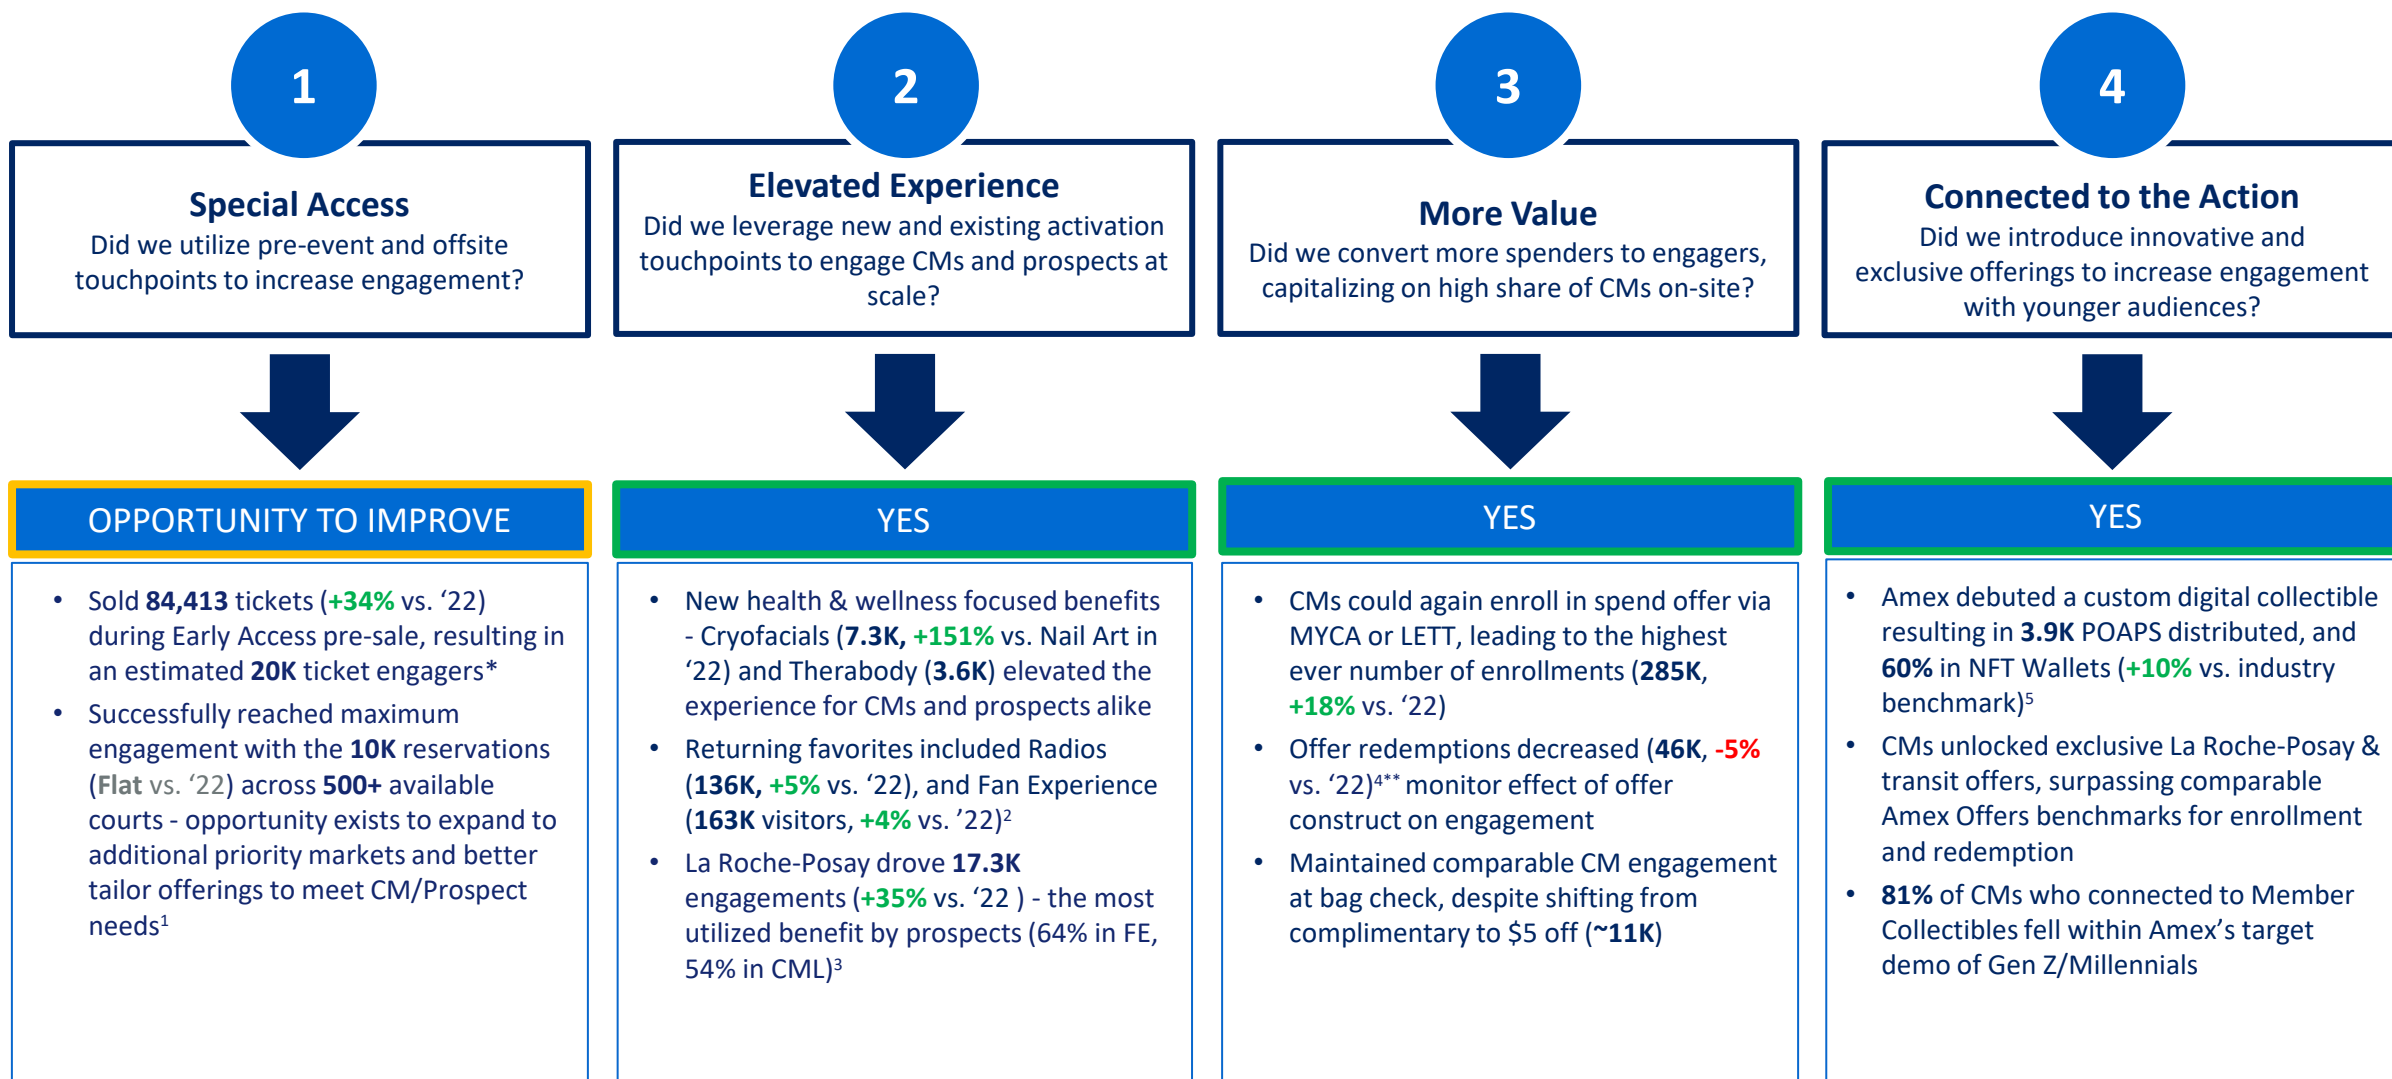 1
Special Access
Did we utilize pre-event and offsite
touchpoints to increase engagement?
OPPORTUNITY TO IMPROVE
• Sold 84,413 tickets (+34% vs. ‘22)
during Early Access pre-sale, resulting in
an estimated 20K ticket engagers*
• Successfully reached maximum
engagement with the 10K reservations
(Flat vs. ‘22) across 500+ available
courts - opportunity exists to expand to
additional priority markets and better
tailor offerings to meet CM/Prospect
needs1
2
Elevated Experience
Did we leverage new and existing activation
touchpoints to engage CMs and prospects at
scale?
YES
• New health & wellness focused benefits
- Cryofacials (7.3K, +151% vs. Nail Art in
‘22) and Therabody (3.6K) elevated the
experience for CMs and prospects alike
• Returning favorites included Radios
(136K, +5% vs. ‘22), and Fan Experience
(163K visitors, +4% vs. ’22)2
• La Roche-Posay drove 17.3K
engagements (+35% vs. ‘22 ) - the most
utilized benefit by prospects (64% in FE,
54% in CML)3
3
More Value
Did we convert more spenders to engagers,
capitalizing on high share of CMs on-site?
YES
• CMs could again enroll in spend offer via
MYCA or LETT, leading to the highest
ever number of enrollments (285K,
+18% vs. ‘22)
• Offer redemptions decreased (46K, -5%
vs. ‘22)4** monitor effect of offer
construct on engagement
• Maintained comparable CM engagement
at bag check, despite shifting from
complimentary to $5 off (~11K)
4
Connected to the Action
Did we introduce innovative and
exclusive offerings to increase engagement
with younger audiences?
YES
• Amex debuted a custom digital collectible
resulting in 3.9K POAPS distributed, and
60% in NFT Wallets (+10% vs. industry
benchmark)5
• CMs unlocked exclusive La Roche-Posay &
transit offers, surpassing comparable
Amex Offers benchmarks for enrollment
and redemption
• 81% of CMs who connected to Member
Collectibles fell within Amex’s target
demo of Gen Z/Millennials